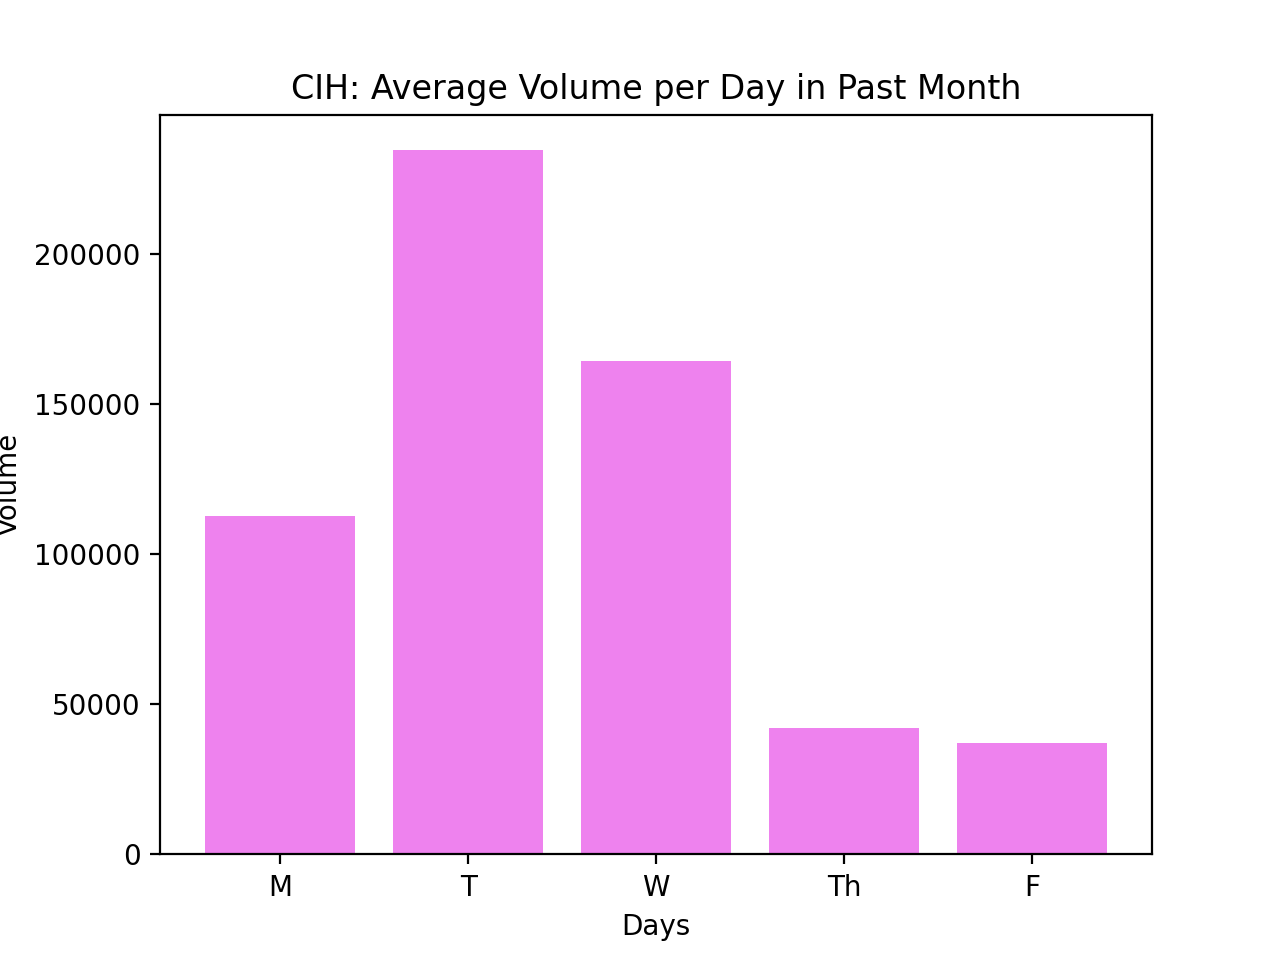 CIH: Average Volume per Day in Past Month
200000
150000
100000
50000
0
Volume
M T W Th F
Days